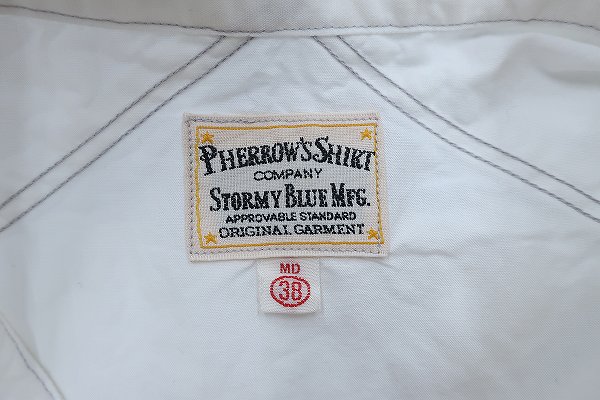 PHERROW'S SHIRT
COMPANY
STORMY BLUE MFG.
APPROVABLE STANDARD
ORIGINAL GARMENT
MD
38